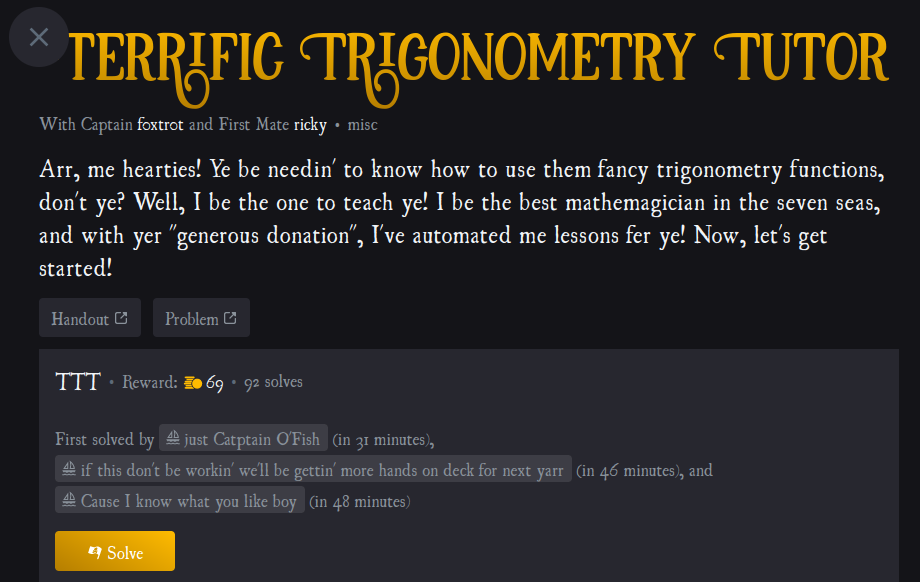 TERRIFIC TRIGONOMETRY TUTOR
With Captain foxtrot and First Mate ricky • misc
Arr, me hearties! Ye be needin' to know how to use them fancy trigonometry functions,
don't ye? Well, I be the one to teach ye! I be the best mathemagician in the seven seas,
and with yer "generous donation", I've automated me lessons fer ye! Now, let's get
started!
Handout Problem
TTT • Reward: 69 • 92 solves
First solved by just Catptain O'Fish (in 31 minutes),
if this don't be workin' we'll be gettin' more hands on deck for next yarr (in 46 minutes), and
Cause I know what you like boy (in 48 minutes)
Solve